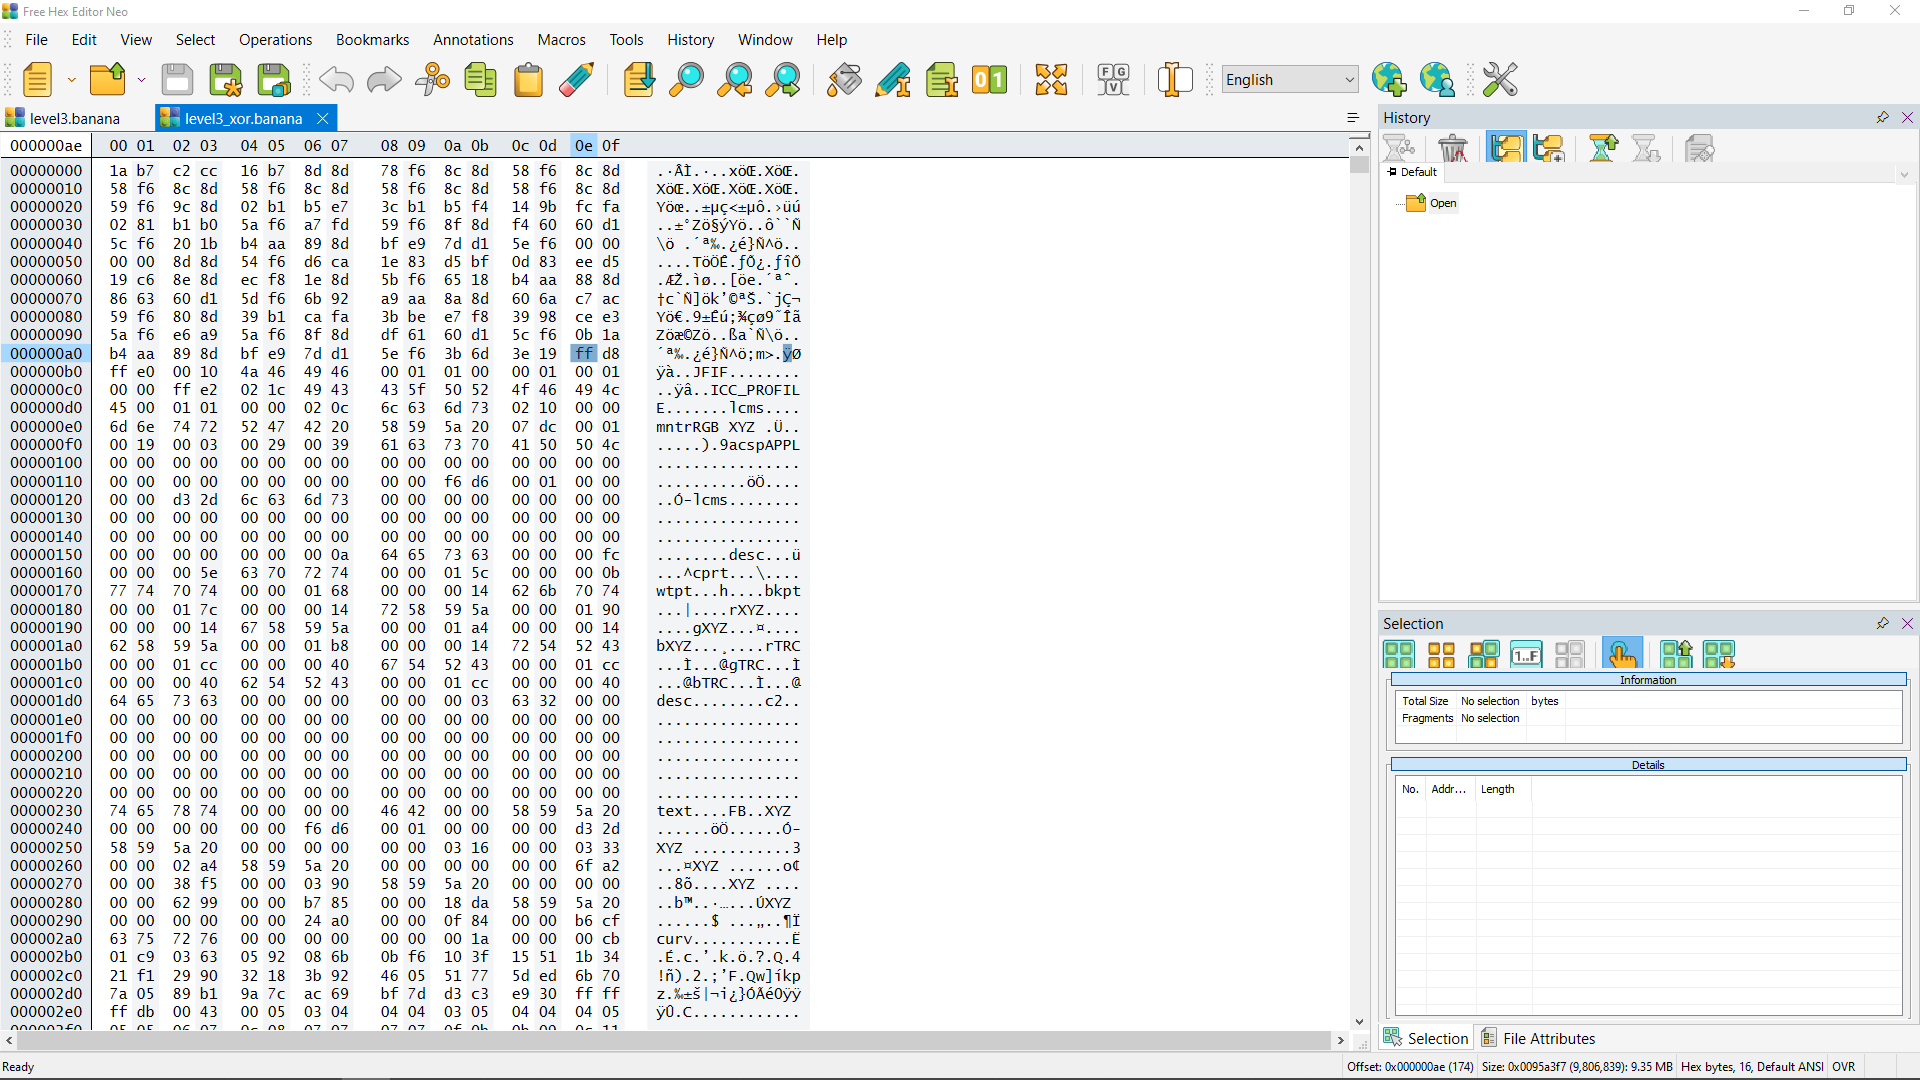 Free Hex Editor Neo
File Edit View Select Operations Bookmarks Annotations Macros Tools History Window Help
English
level3.banana level3_xor.banana
000000ae 00 01 02 03 04 05 06 07 08 09 0a 0b 0c 0d 0e 0f
00000000 1a b7 c2 cc 16 b7 8d 8d 78 f6 8c 8d 58 f6 8c 8d .·ÂÌ.·..xöŒ.XöŒ.
00000010 58 f6 8c 8d 58 f6 8c 8d 58 f6 8c 8d 58 f6 8c 8d XöŒ.XöŒ.XöŒ.XöŒ.
00000020 59 f6 9c 8d 02 b1 b5 e7 3c b1 b5 f4 14 9b fc fa Yöœ..±µç<±µô.›üú
00000030 02 81 b1 b0 5a f6 a7 fd 59 f6 8f 8d f4 60 60 d1 ..±°Zö§ýYö..ô``Ñ
00000040 5c f6 20 1b b4 aa 89 8d bf e9 7d d1 5e f6 00 00 \ö .´ª‰.¿é}Ñ^ö..
00000050 00 00 8d 8d 54 f6 d6 ca 1e 83 d5 bf 0d 83 ee d5 ....TöÖÊ.ƒÕ¿.ƒîÕ
00000060 19 c6 8e 8d ec f8 1e 8d 5b f6 65 18 b4 aa 88 8d .ÆŽ.ìø..[öe.´ªˆ.
00000070 86 63 60 d1 5d f6 6b 92 a9 aa 8a 8d 60 6a c7 ac †c`Ñ]ök’©ªŠ.`jÇ¬
00000080 59 f6 80 8d 39 b1 ca fa 3b be e7 f8 39 98 ce e3 Yö€.9±Êú;¾çø9˜Îã
00000090 5a f6 e6 a9 5a f6 8f 8d df 61 60 d1 5c f6 0b 1a Zöæ©Zö..ßa`Ñ\ö..
000000a0 b4 aa 89 8d bf e9 7d d1 5e f6 3b 6d 3e 19 ff d8 ´ª‰.¿é}Ñ^ö;m>.ÿØ
000000b0 ff e0 00 10 4a 46 49 46 00 01 01 00 00 01 00 01 ÿà..JFIF........
000000c0 00 00 ff e2 02 1c 49 43 43 5f 50 52 4f 46 49 4c ..ÿâ..ICC_PROFIL
000000d0 45 00 01 01 00 00 02 0c 6c 63 6d 73 02 10 00 00 E.......lcms....
000000e0 6d 6e 74 72 52 47 42 20 58 59 5a 20 07 dc 00 01 mntrRGB XYZ .Ü..
000000f0 00 19 00 03 00 29 00 39 61 63 73 70 41 50 50 4c .....).9acspAPPL
00000100 00 00 00 00 00 00 00 00 00 00 00 00 00 00 00 00 ................
00000110 00 00 00 00 00 00 00 00 00 00 f6 d6 00 01 00 00 ..........öÖ....
00000120 00 00 d3 2d 6c 63 6d 73 00 00 00 00 00 00 00 00 ..Ó-lcms........
00000130 00 00 00 00 00 00 00 00 00 00 00 00 00 00 00 00 ................
00000140 00 00 00 00 00 00 00 00 00 00 00 00 00 00 00 00 ................
00000150 00 00 00 00 00 00 00 0a 64 65 73 63 00 00 00 fc ........desc...ü
00000160 00 00 00 5e 63 70 72 74 00 00 01 5c 00 00 00 0b ...^cprt...\....
00000170 77 74 70 74 00 00 01 68 00 00 00 14 62 6b 70 74 wtpt...h....bkpt
00000180 00 00 01 7c 00 00 00 14 72 58 59 5a 00 00 01 90 ...|....rXYZ....
00000190 00 00 00 14 67 58 59 5a 00 00 01 a4 00 00 00 14 ....gXYZ...¤....
000001a0 62 58 59 5a 00 00 01 b8 00 00 00 14 72 54 52 43 bXYZ...¸....rTRC
000001b0 00 00 01 cc 00 00 00 40 67 54 52 43 00 00 01 cc ...Ì...@gTRC...Ì
000001c0 00 00 00 40 62 54 52 43 00 00 01 cc 00 00 00 40 ...@bTRC...Ì...@
000001d0 64 65 73 63 00 00 00 00 00 00 00 03 63 32 00 00 desc........c2..
000001e0 00 00 00 00 00 00 00 00 00 00 00 00 00 00 00 00 ................
000001f0 00 00 00 00 00 00 00 00 00 00 00 00 00 00 00 00 ................
00000200 00 00 00 00 00 00 00 00 00 00 00 00 00 00 00 00 ................
00000210 00 00 00 00 00 00 00 00 00 00 00 00 00 00 00 00 ................
00000220 00 00 00 00 00 00 00 00 00 00 00 00 00 00 00 00 ................
00000230 74 65 78 74 00 00 00 00 46 42 00 00 58 59 5a 20 text....FB..XYZ
00000240 00 00 00 00 00 00 f6 d6 00 01 00 00 00 00 d3 2d ......öÖ......Ó-
00000250 58 59 5a 20 00 00 00 00 00 00 03 16 00 00 03 33 XYZ ...........3
00000260 00 00 02 a4 58 59 5a 20 00 00 00 00 00 00 6f a2 ...¤XYZ ......o¢
00000270 00 00 38 f5 00 00 03 90 58 59 5a 20 00 00 00 00 ..8õ....XYZ ....
00000280 00 00 62 99 00 00 b7 85 00 00 18 da 58 59 5a 20 ..b™..·…...ÚXYZ
00000290 00 00 00 00 00 00 24 a0 00 00 0f 84 00 00 b6 cf ......$ ...„..¶Ï
000002a0 63 75 72 76 00 00 00 00 00 00 00 1a 00 00 00 cb curv...........Ë
000002b0 01 c9 03 63 05 92 08 6b 0b f6 10 3f 15 51 1b 34 .É.c.’.k.ö.?.Q.4
000002c0 21 f1 29 90 32 18 3b 92 46 05 51 77 5d ed 6b 70 !ñ).2.;’F.Qw]íkp
000002d0 7a 05 89 b1 9a 7c ac 69 bf 7d d3 c3 e9 30 ff ff z.‰±š|¬i¿}ÓÃé0ÿÿ
000002e0 ff db 00 43 00 05 03 04 04 04 03 05 04 04 04 05 ÿÛ.C............
History
Default
Open
Selection
Information
Total Size No selection bytes
Fragments No selection
Details
No. Addr... Length
Selection File Attributes
Ready Offset: 0x000000ae (174) Size: 0x0095a3f7 (9,806,839): 9.35 MB Hex bytes, 16, Default ANSI OVR